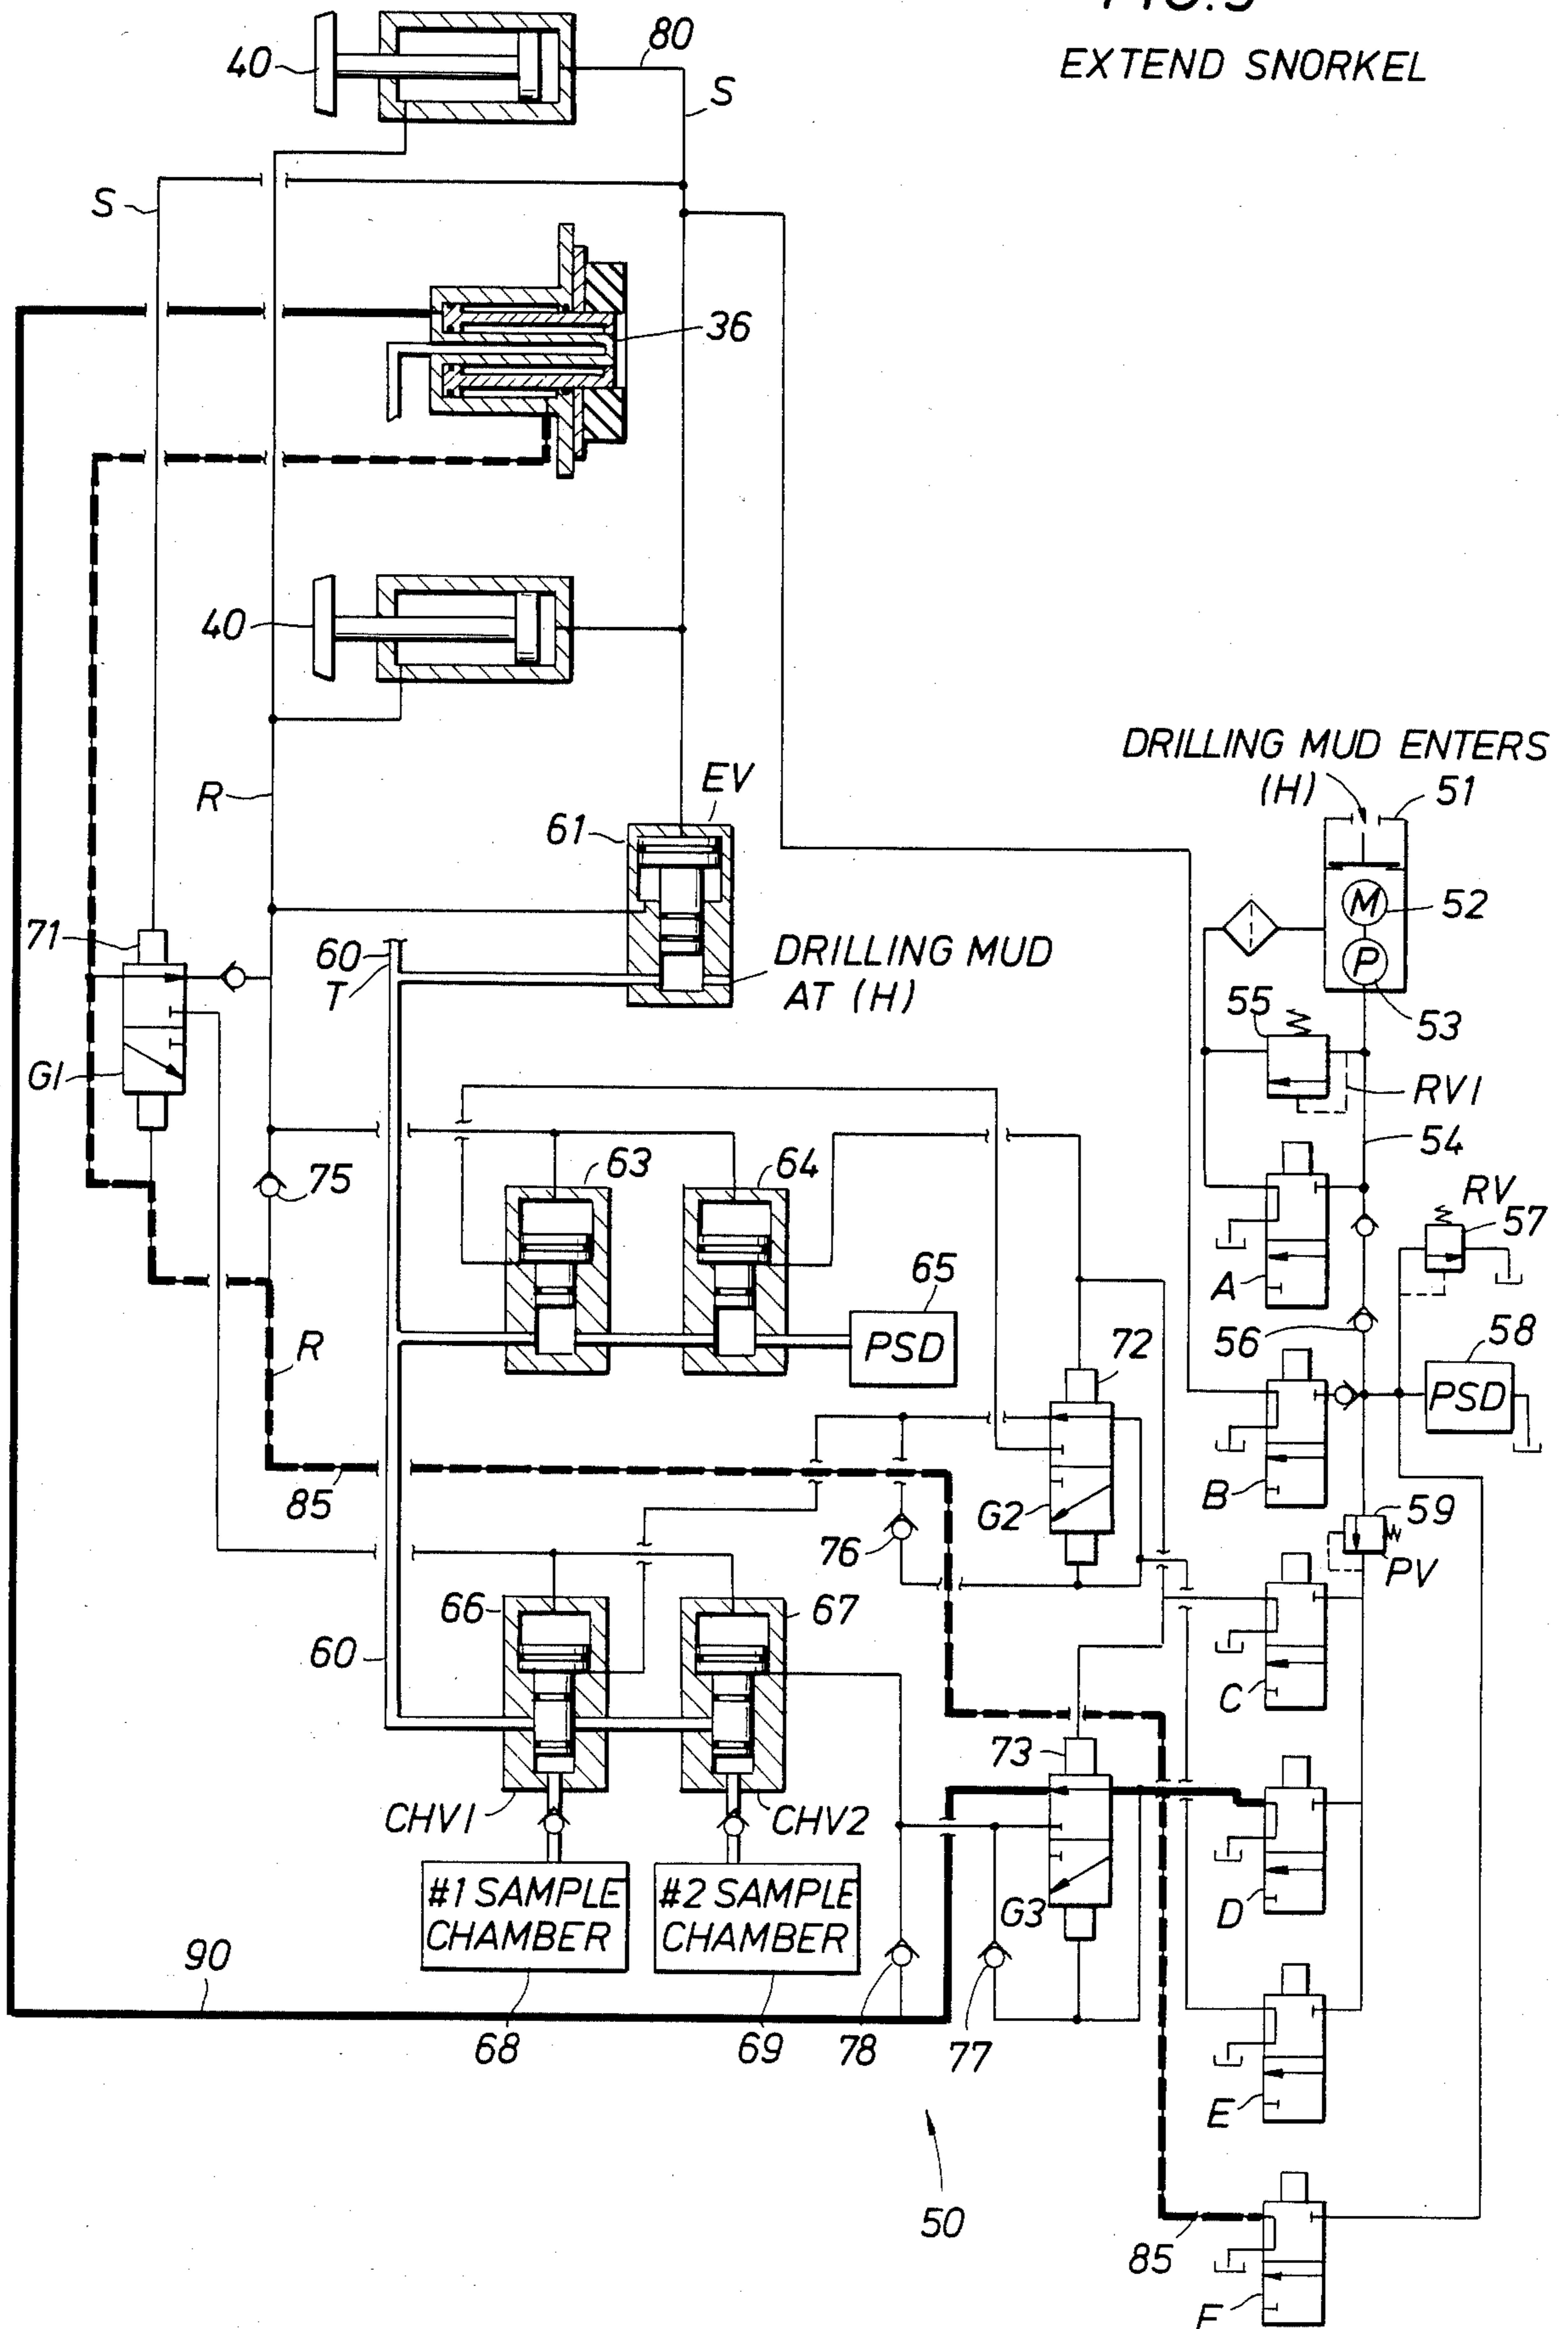 EXTEND SNORKEL
40
80
S
S
36
40
DRILLING MUD ENTERS
(H)
51
R
EV
61
M
52
71
60
T
DRILLING MUD
AT (H)
P
53
55
G1
RV1
54
63
64
75
RV
57
A
65
PSD
R
72
56
58
PSD
85
G2
B
59
76
PV
66
67
60
C
73
CHV1
CHV2
#1 SAMPLE
CHAMBER
#2 SAMPLE
CHAMBER
G3
D
90
68
69
78
77
E
50
85
F